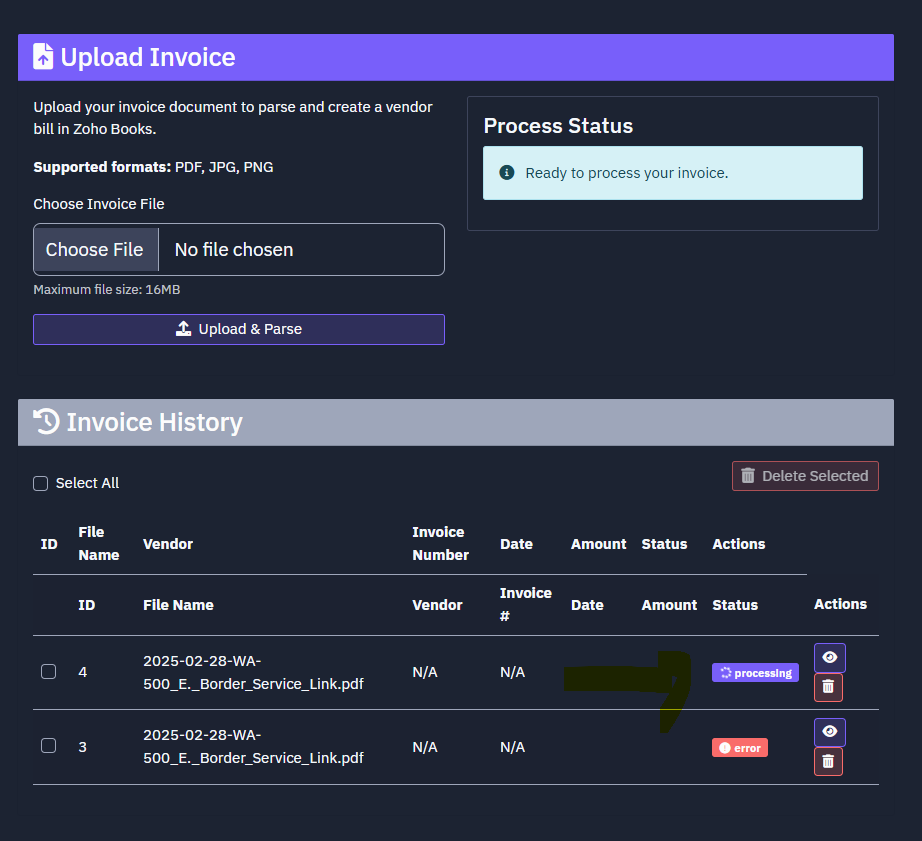 Upload Invoice
Upload your invoice document to parse and create a vendor
bill in Zoho Books.
Supported formats: PDF, JPG, PNG
Choose Invoice File
Choose File No file chosen
Maximum file size: 16MB
Upload & Parse
Process Status
Ready to process your invoice.
Invoice History
Select All
Delete Selected
ID File Name Vendor Invoice Number Date Amount Status Actions
ID File Name Vendor Invoice # Date Amount Status Actions
4 2025-02-28-WA-
500_E._Border_Service_Link.pdf N/A N/A processing
3 2025-02-28-WA-
500_E._Border_Service_Link.pdf N/A N/A error